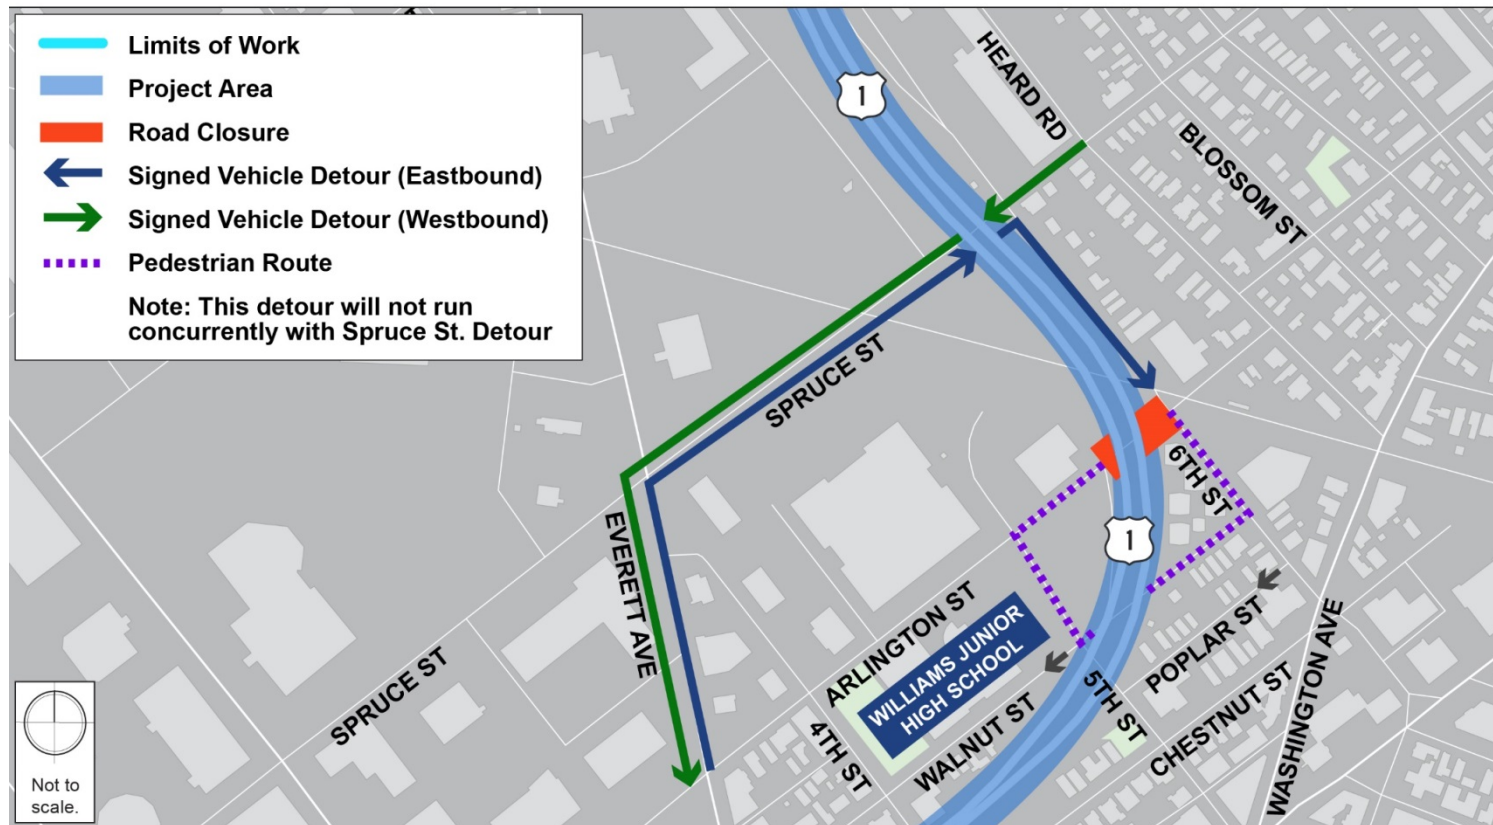 Limits of Work
Project Area
Road Closure
Signed Vehicle Detour (Eastbound)
Signed Vehicle Detour (Westbound)
Pedestrian Route
Note: This detour will not run
concurrently with Spruce St. Detour
1
HEARD RD
BLOSSOM ST
SPRUCE ST
6TH ST
EVERETT AVE
1
ARLINGTON ST
WILLIAMS JUNIOR
HIGH SCHOOL
POPLAR ST
WASHINGTON AVE
SPRUCE ST
5TH ST
4TH ST
WALNUT ST
CHESTNUT ST
Not to
scale.